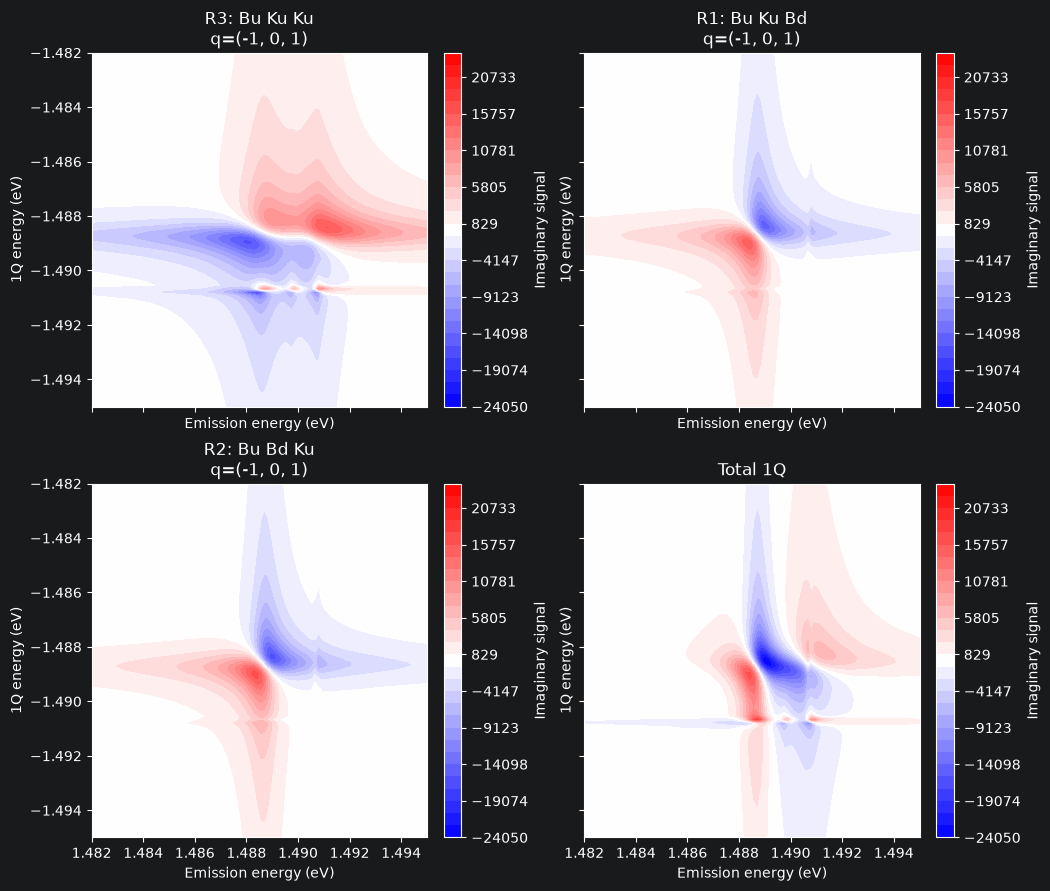 R3: Bu Ku Ku
q=(-1, 0, 1)
−1.482
−1.484
−1.486
−1.488
−1.490
−1.492
−1.494
1Q energy (eV)
Emission energy (eV)
20733
15757
10781
5805
829
−4147
−9123
−14098
−19074
−24050
Imaginary signal
R1: Bu Ku Bd
q=(-1, 0, 1)
1Q energy (eV)
Emission energy (eV)
20733
15757
10781
5805
829
−4147
−9123
−14098
−19074
−24050
Imaginary signal
R2: Bu Bd Ku
q=(-1, 0, 1)
−1.482
−1.484
−1.486
−1.488
−1.490
−1.492
−1.494
1Q energy (eV)
1.482 1.484 1.486 1.488 1.490 1.492 1.494
Emission energy (eV)
20733
15757
10781
5805
829
−4147
−9123
−14098
−19074
−24050
Imaginary signal
Total 1Q
1Q energy (eV)
1.482 1.484 1.486 1.488 1.490 1.492 1.494
Emission energy (eV)
20733
15757
10781
5805
829
−4147
−9123
−14098
−19074
−24050
Imaginary signal